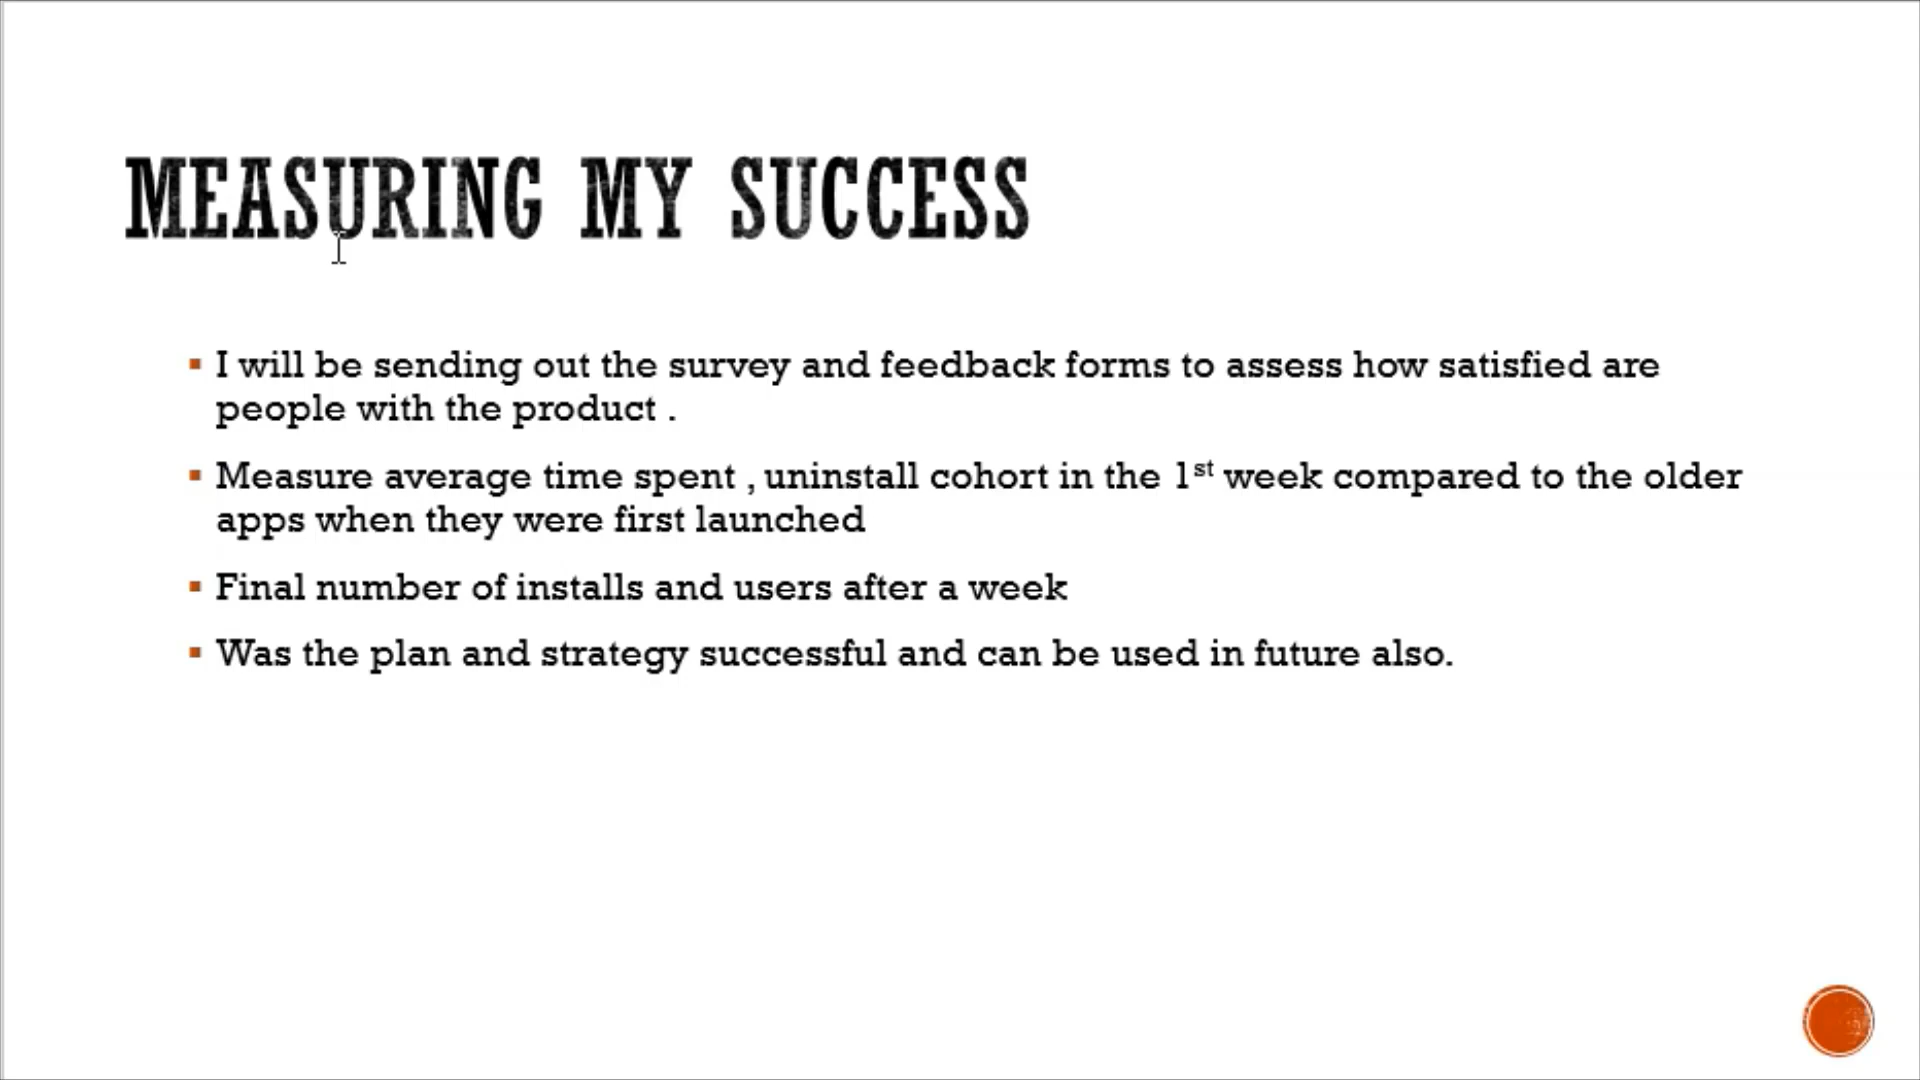 MEASURING MY SUCCESS
▪ I will be sending out the survey and feedback forms to assess how satisfied are
people with the product .
▪ Measure average time spent , uninstall cohort in the 1st week compared to the older
apps when they were first launched
▪ Final number of installs and users after a week
▪ Was the plan and strategy successful and can be used in future also.